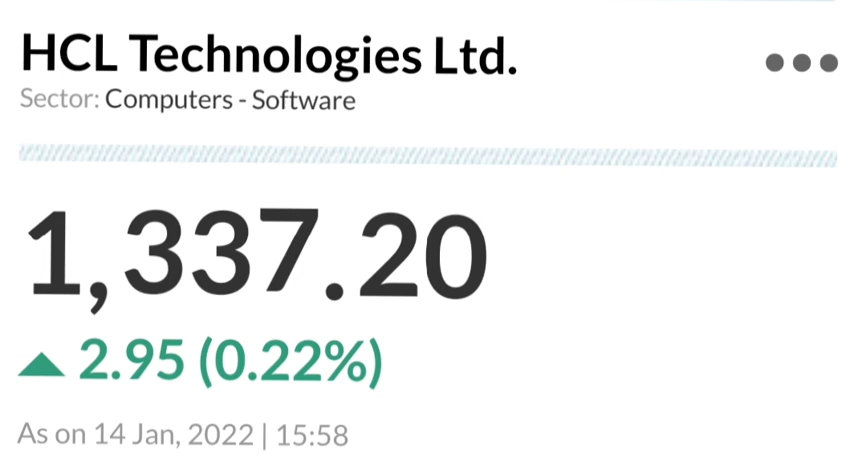 HCL Technologies Ltd.
Sector: Computers - Software
1,337.20
▲ 2.95 (0.22%)
As on 14 Jan, 2022 | 15:58